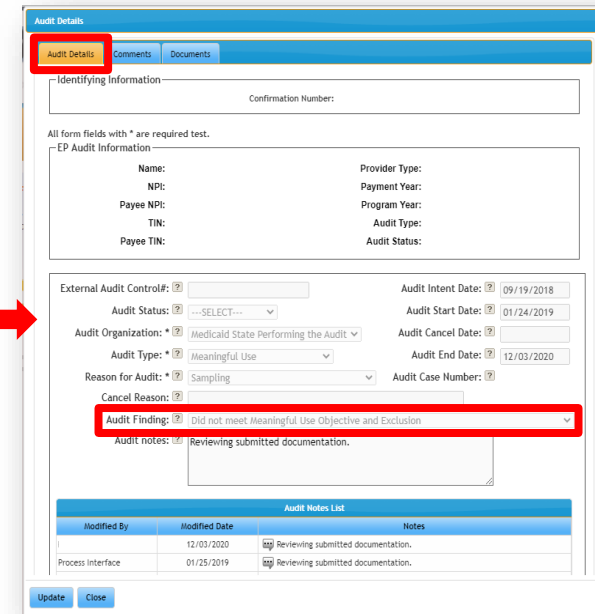 Audit Details
Audit Details Comments Documents
Identifying Information
Confirmation Number:
All form fields with * are required test.
EP Audit Information
Name: Provider Type:
NPI: Payment Year:
Payee NPI: Program Year:
TIN: Audit Type:
Payee TIN: Audit Status:
External Audit Control#: ? Audit Intent Date: ? 09/19/2018
Audit Status: ? ---SELECT--- Audit Start Date: ? 01/24/2019
Audit Organization: * ? Medicaid State Performing the Audit Audit Cancel Date: ?
Audit Type: * ? Meaningful Use Audit End Date: ? 12/03/2020
Reason for Audit: * ? Sampling Audit Case Number: ?
Cancel Reason: ?
Audit Finding: ? Did not meet Meaningful Use Objective and Exclusion
Audit notes: ? Reviewing submitted documentation.
Audit Notes List
Modified By Modified Date Notes
12/03/2020 Reviewing submitted documentation.
Process Interface 01/25/2019 Reviewing submitted documentation.
Update Close